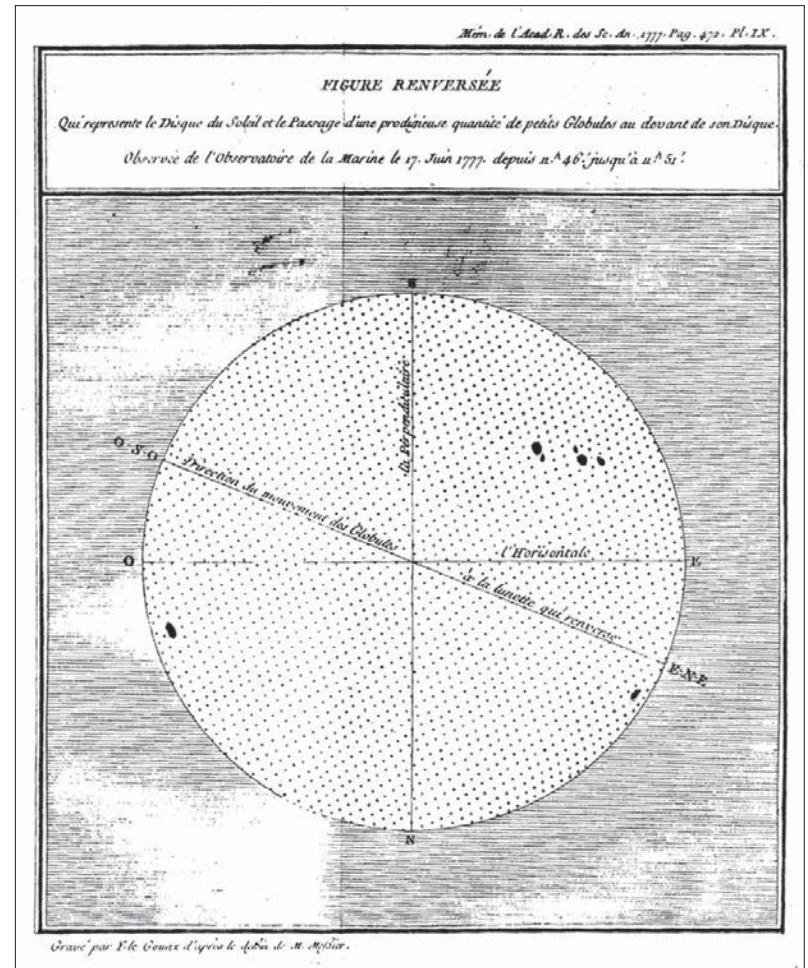 Mém. de l'Acad. R. des Sc. An. 1777. Pag. 472. Pl. IX.
FIGURE RENVERSÉE
Qui represente le Disque du Soleil et le Passage d'une prodigieuse quantité de petits Globules au devant de son Disque.
Observée de l'Observatoire de la Marine le 17. Juin 1777. depuis 11.h 46.' jusqu'à 11.h 51.'
S
la Perpendiculaire
O·S·O
Direction du mouvement des Globules
O
l'Horisontale
E
à la lunette qui renverse
E·N·E
N
Gravé par Y. le Gouaz d'après le dessin de M. Messier.